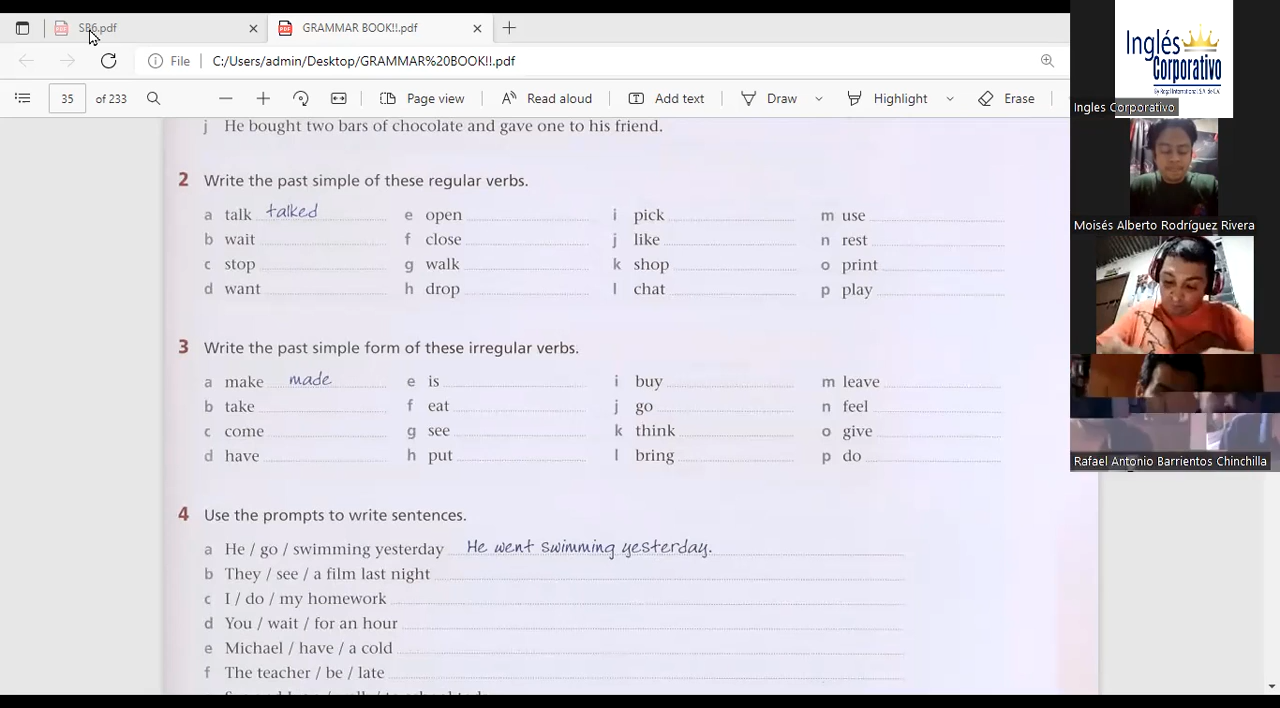 SB6.pdf
GRAMMAR BOOK!!.pdf
File C:/Users/admin/Desktop/GRAMMAR%20BOOK!!.pdf
35 of 233 Page view Read aloud Add text Draw Highlight Erase
j He bought two bars of chocolate and gave one to his friend.
2 Write the past simple of these regular verbs.
a talk talked e open i pick m use
b wait f close j like n rest
c stop g walk k shop o print
d want h drop l chat p play
3 Write the past simple form of these irregular verbs.
a make made e is i buy m leave
b take f eat j go n feel
c come g see k think o give
d have h put l bring p do
4 Use the prompts to write sentences.
a He / go / swimming yesterday He went swimming yesterday.
b They / see / a film last night
c I / do / my homework
d You / wait / for an hour
e Michael / have / a cold
f The teacher / be / late
Inglés
Corporativo
Ingles Corporativo
Moisés Alberto Rodríguez Rivera
Rafael Antonio Barrientos Chinchilla